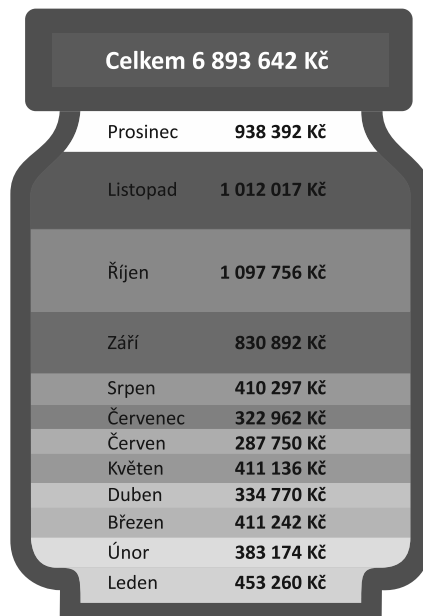 Celkem 6 893 642 Kč
Prosinec 938 392 Kč
Listopad 1 012 017 Kč
Říjen 1 097 756 Kč
Září 830 892 Kč
Srpen 410 297 Kč
Červenec 322 962 Kč
Červen 287 750 Kč
Květen 411 136 Kč
Duben 334 770 Kč
Březen 411 242 Kč
Únor 383 174 Kč
Leden 453 260 Kč